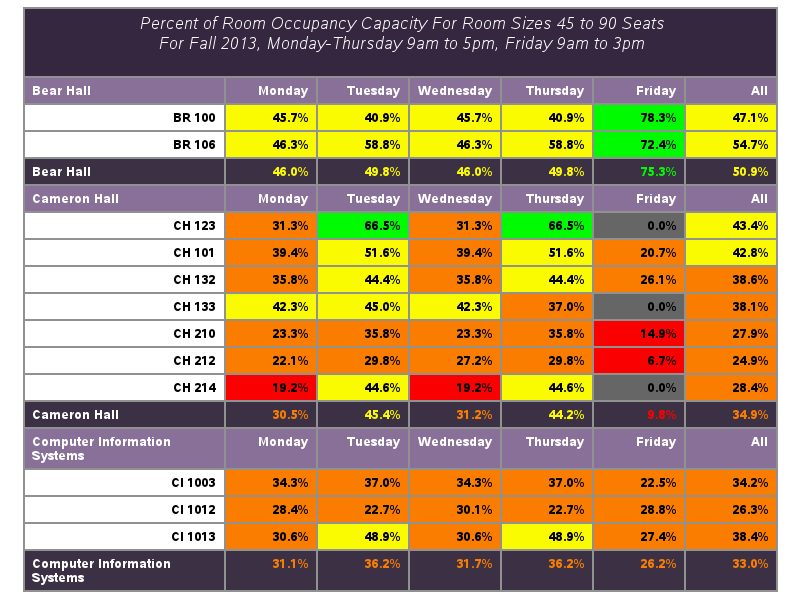 Percent of Room Occupancy Capacity For Room Sizes 45 to 90 Seats
For Fall 2013, Monday-Thursday 9am to 5pm, Friday 9am to 3pm
Bear Hall Monday Tuesday Wednesday Thursday Friday All
BR 100 45.7% 40.9% 45.7% 40.9% 78.3% 47.1%
BR 106 46.3% 58.8% 46.3% 58.8% 72.4% 54.7%
Bear Hall 46.0% 49.8% 46.0% 49.8% 75.3% 50.9%
Cameron Hall Monday Tuesday Wednesday Thursday Friday All
CH 123 31.3% 66.5% 31.3% 66.5% 0.0% 43.4%
CH 101 39.4% 51.6% 39.4% 51.6% 20.7% 42.8%
CH 132 35.8% 44.4% 35.8% 44.4% 26.1% 38.6%
CH 133 42.3% 45.0% 42.3% 37.0% 0.0% 38.1%
CH 210 23.3% 35.8% 23.3% 35.8% 14.9% 27.9%
CH 212 22.1% 29.8% 27.2% 29.8% 6.7% 24.9%
CH 214 19.2% 44.6% 19.2% 44.6% 0.0% 28.4%
Cameron Hall 30.5% 45.4% 31.2% 44.2% 9.8% 34.9%
Computer Information Monday Tuesday Wednesday Thursday Friday All
Systems
CI 1003 34.3% 37.0% 34.3% 37.0% 22.5% 34.2%
CI 1012 28.4% 22.7% 30.1% 22.7% 28.8% 26.3%
CI 1013 30.6% 48.9% 30.6% 48.9% 27.4% 38.4%
Computer Information 31.1% 36.2% 31.7% 36.2% 26.2% 33.0%
Systems